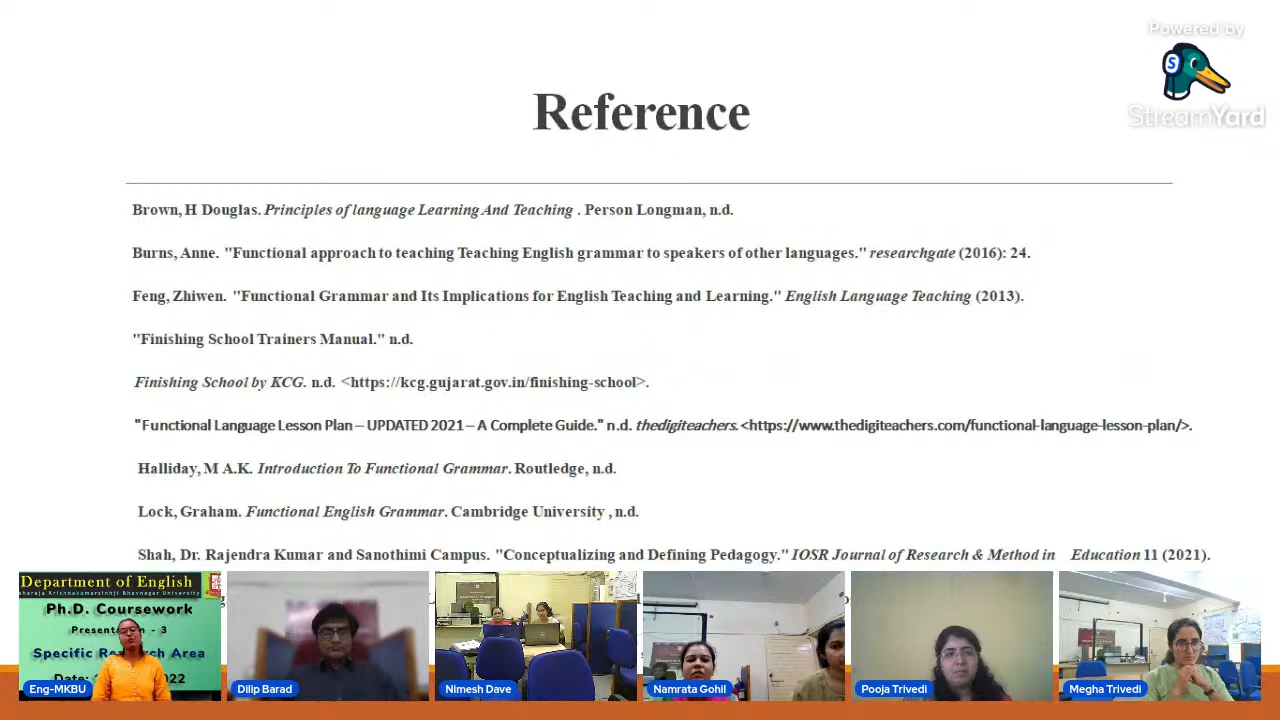 Powered by
StreamYard
Reference
Brown, H Douglas. Principles of language Learning And Teaching . Person Longman, n.d.
Burns, Anne. "Functional approach to teaching Teaching English grammar to speakers of other languages." researchgate (2016): 24.
Feng, Zhiwen. "Functional Grammar and Its Implications for English Teaching and Learning." English Language Teaching (2013).
"Finishing School Trainers Manual." n.d.
Finishing School by KCG. n.d. <https://kcg.gujarat.gov.in/finishing-school>.
"Functional Language Lesson Plan – UPDATED 2021 – A Complete Guide." n.d. thedigiteachers. <https://www.thedigiteachers.com/functional-language-lesson-plan/>.
Halliday, M A.K. Introduction To Functional Grammar. Routledge, n.d.
Lock, Graham. Functional English Grammar. Cambridge University , n.d.
Shah, Dr. Rajendra Kumar and Sanothimi Campus. "Conceptualizing and Defining Pedagogy." IOSR Journal of Research & Method in Education 11 (2021).
Department of English
Krishnakumarsinhji Bhavnagar University
Ph.D. Coursework
- 3
Specific Area
Date:
Eng-MKBU
Dilip Barad
Nimesh Dave
Namrata Gohil
Pooja Trivedi
Megha Trivedi